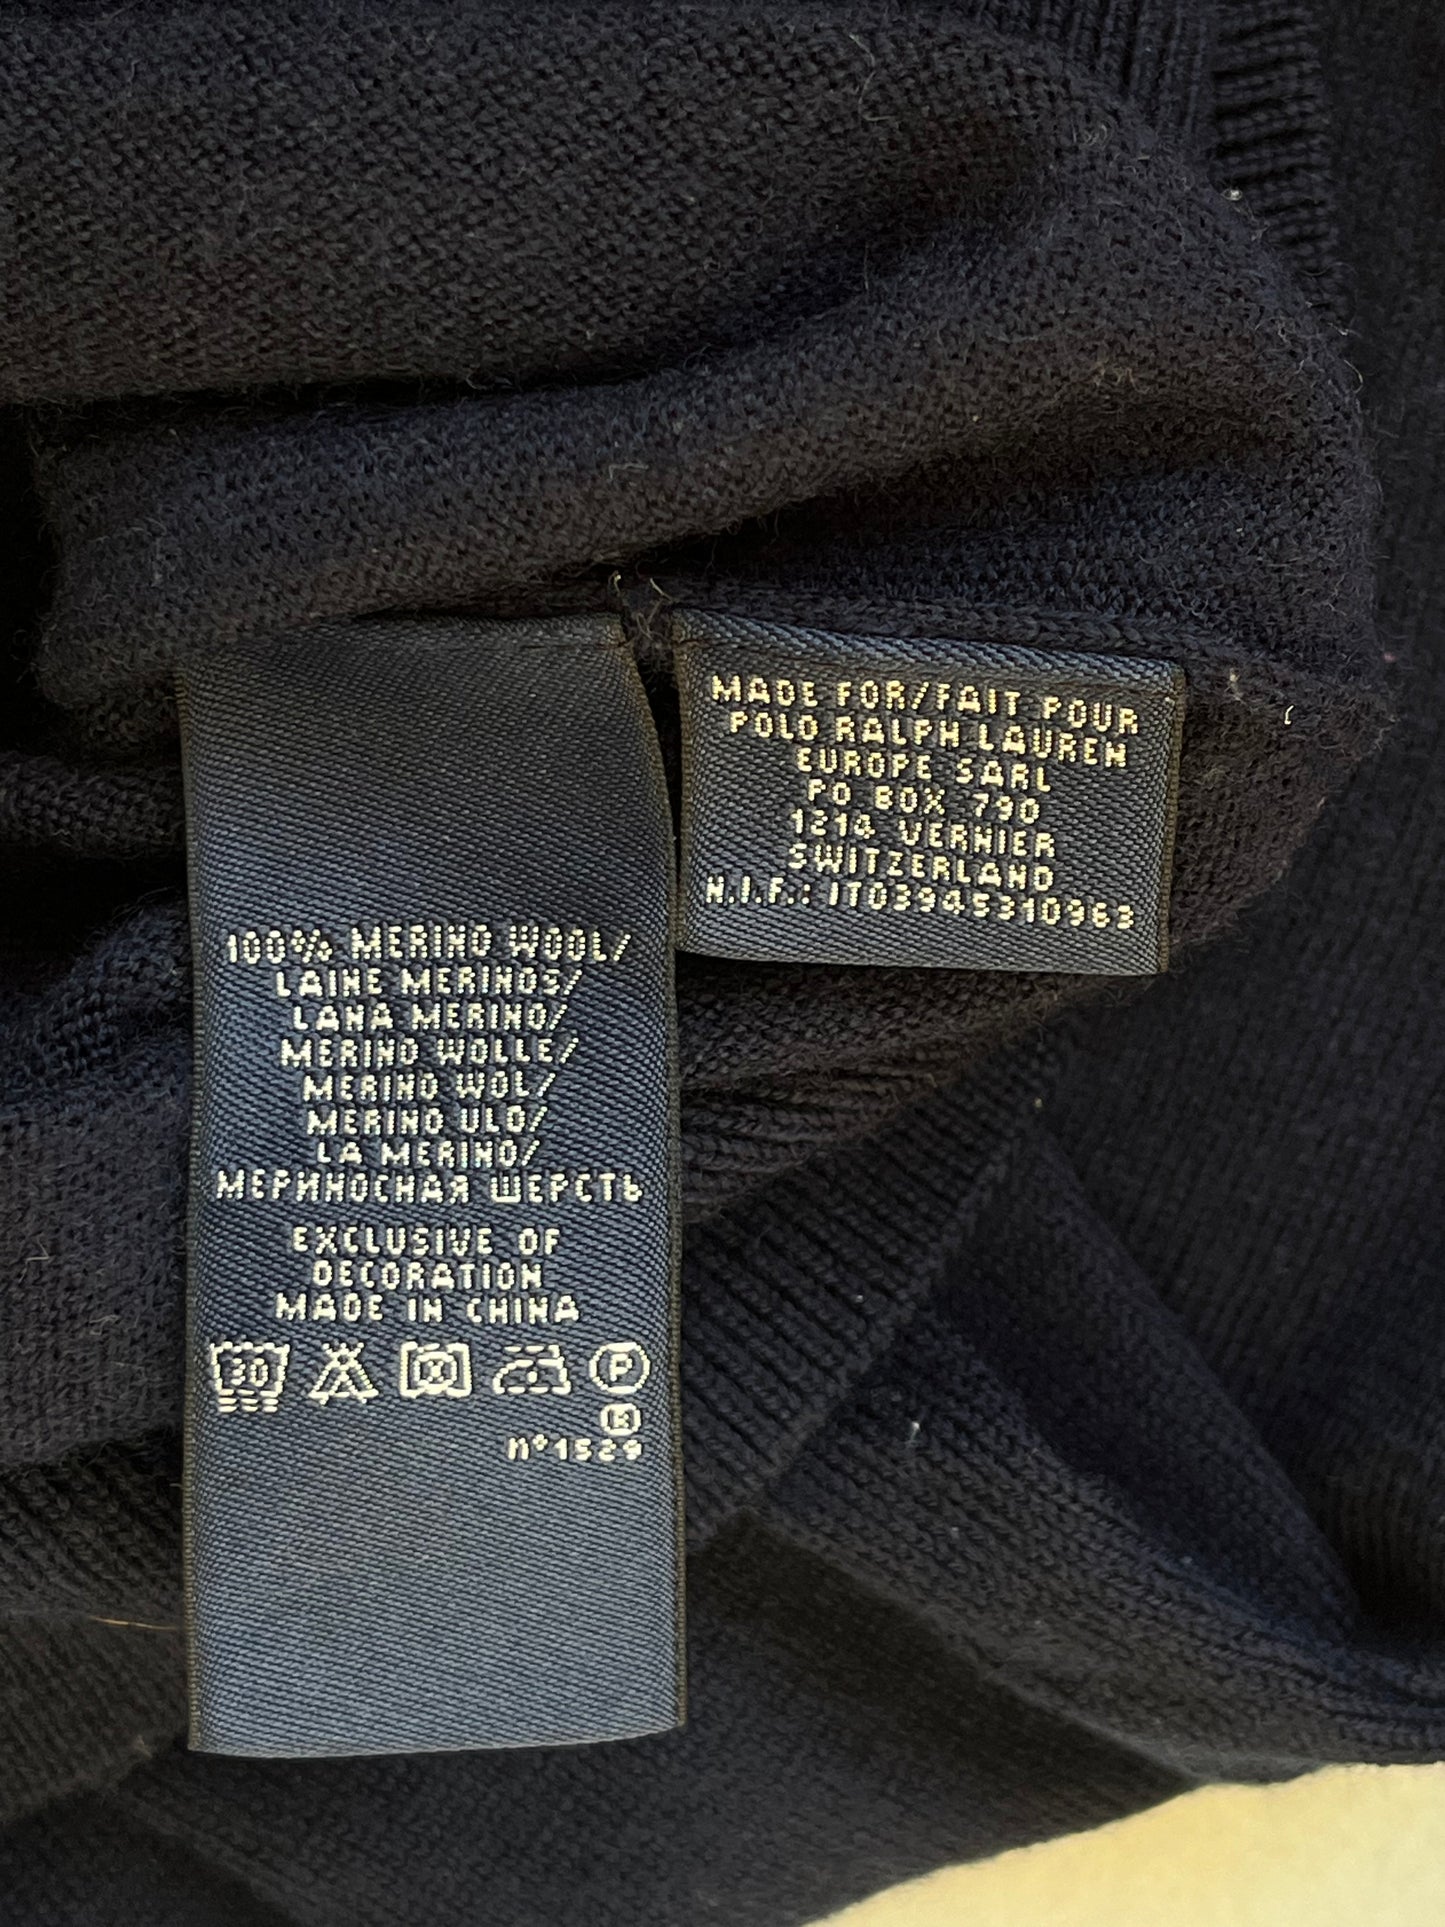 MADE FOR/FAIT POUR
POLO RALPH LAUREN
EUROPE SARL
PO BOX 790
1214 VERNIER
SWITZERLAND
N.I.F.: IT03945310963
100% MERINO WOOL/
LAINE MERINOS/
LANA MERINO/
MERINO WOLLE/
MERINO WOL/
MERINO ULD/
LÃ MERINO/
МЕРИНОСНАЯ ШЕРСТЬ
EXCLUSIVE OF
DECORATION
MADE IN CHINA
30
P
K
n°1529